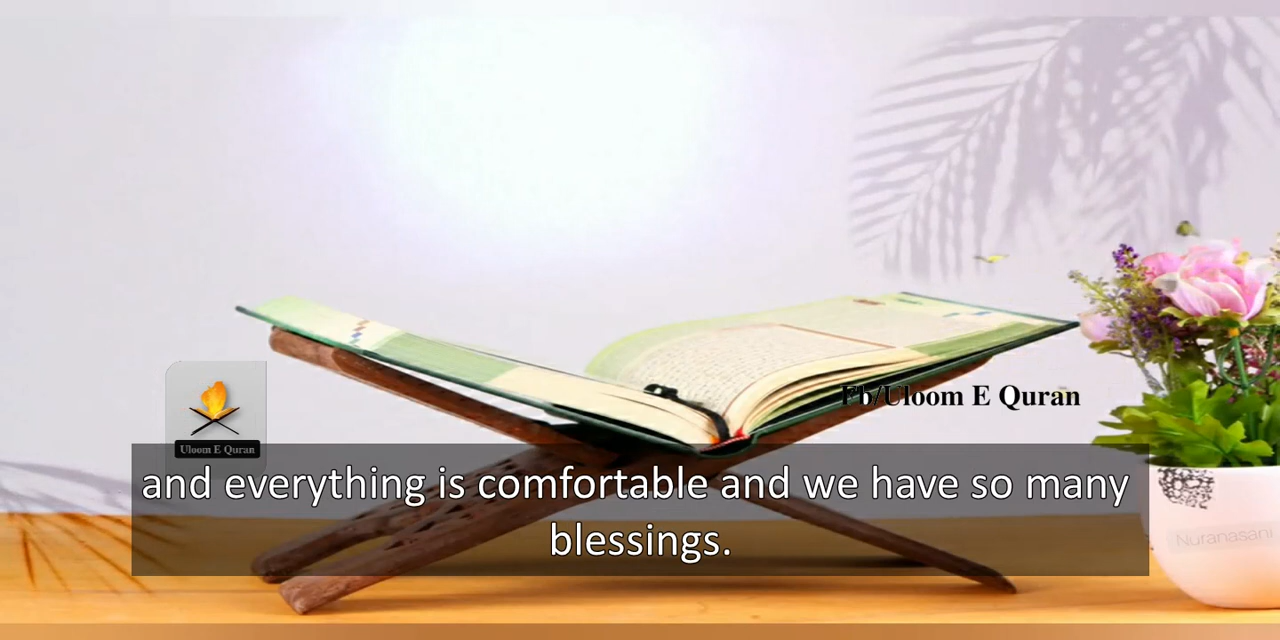 Fb/Uloom E Quran
Uloom E Quran
and everything is comfortable and we have so many
blessings.
Nuranasani